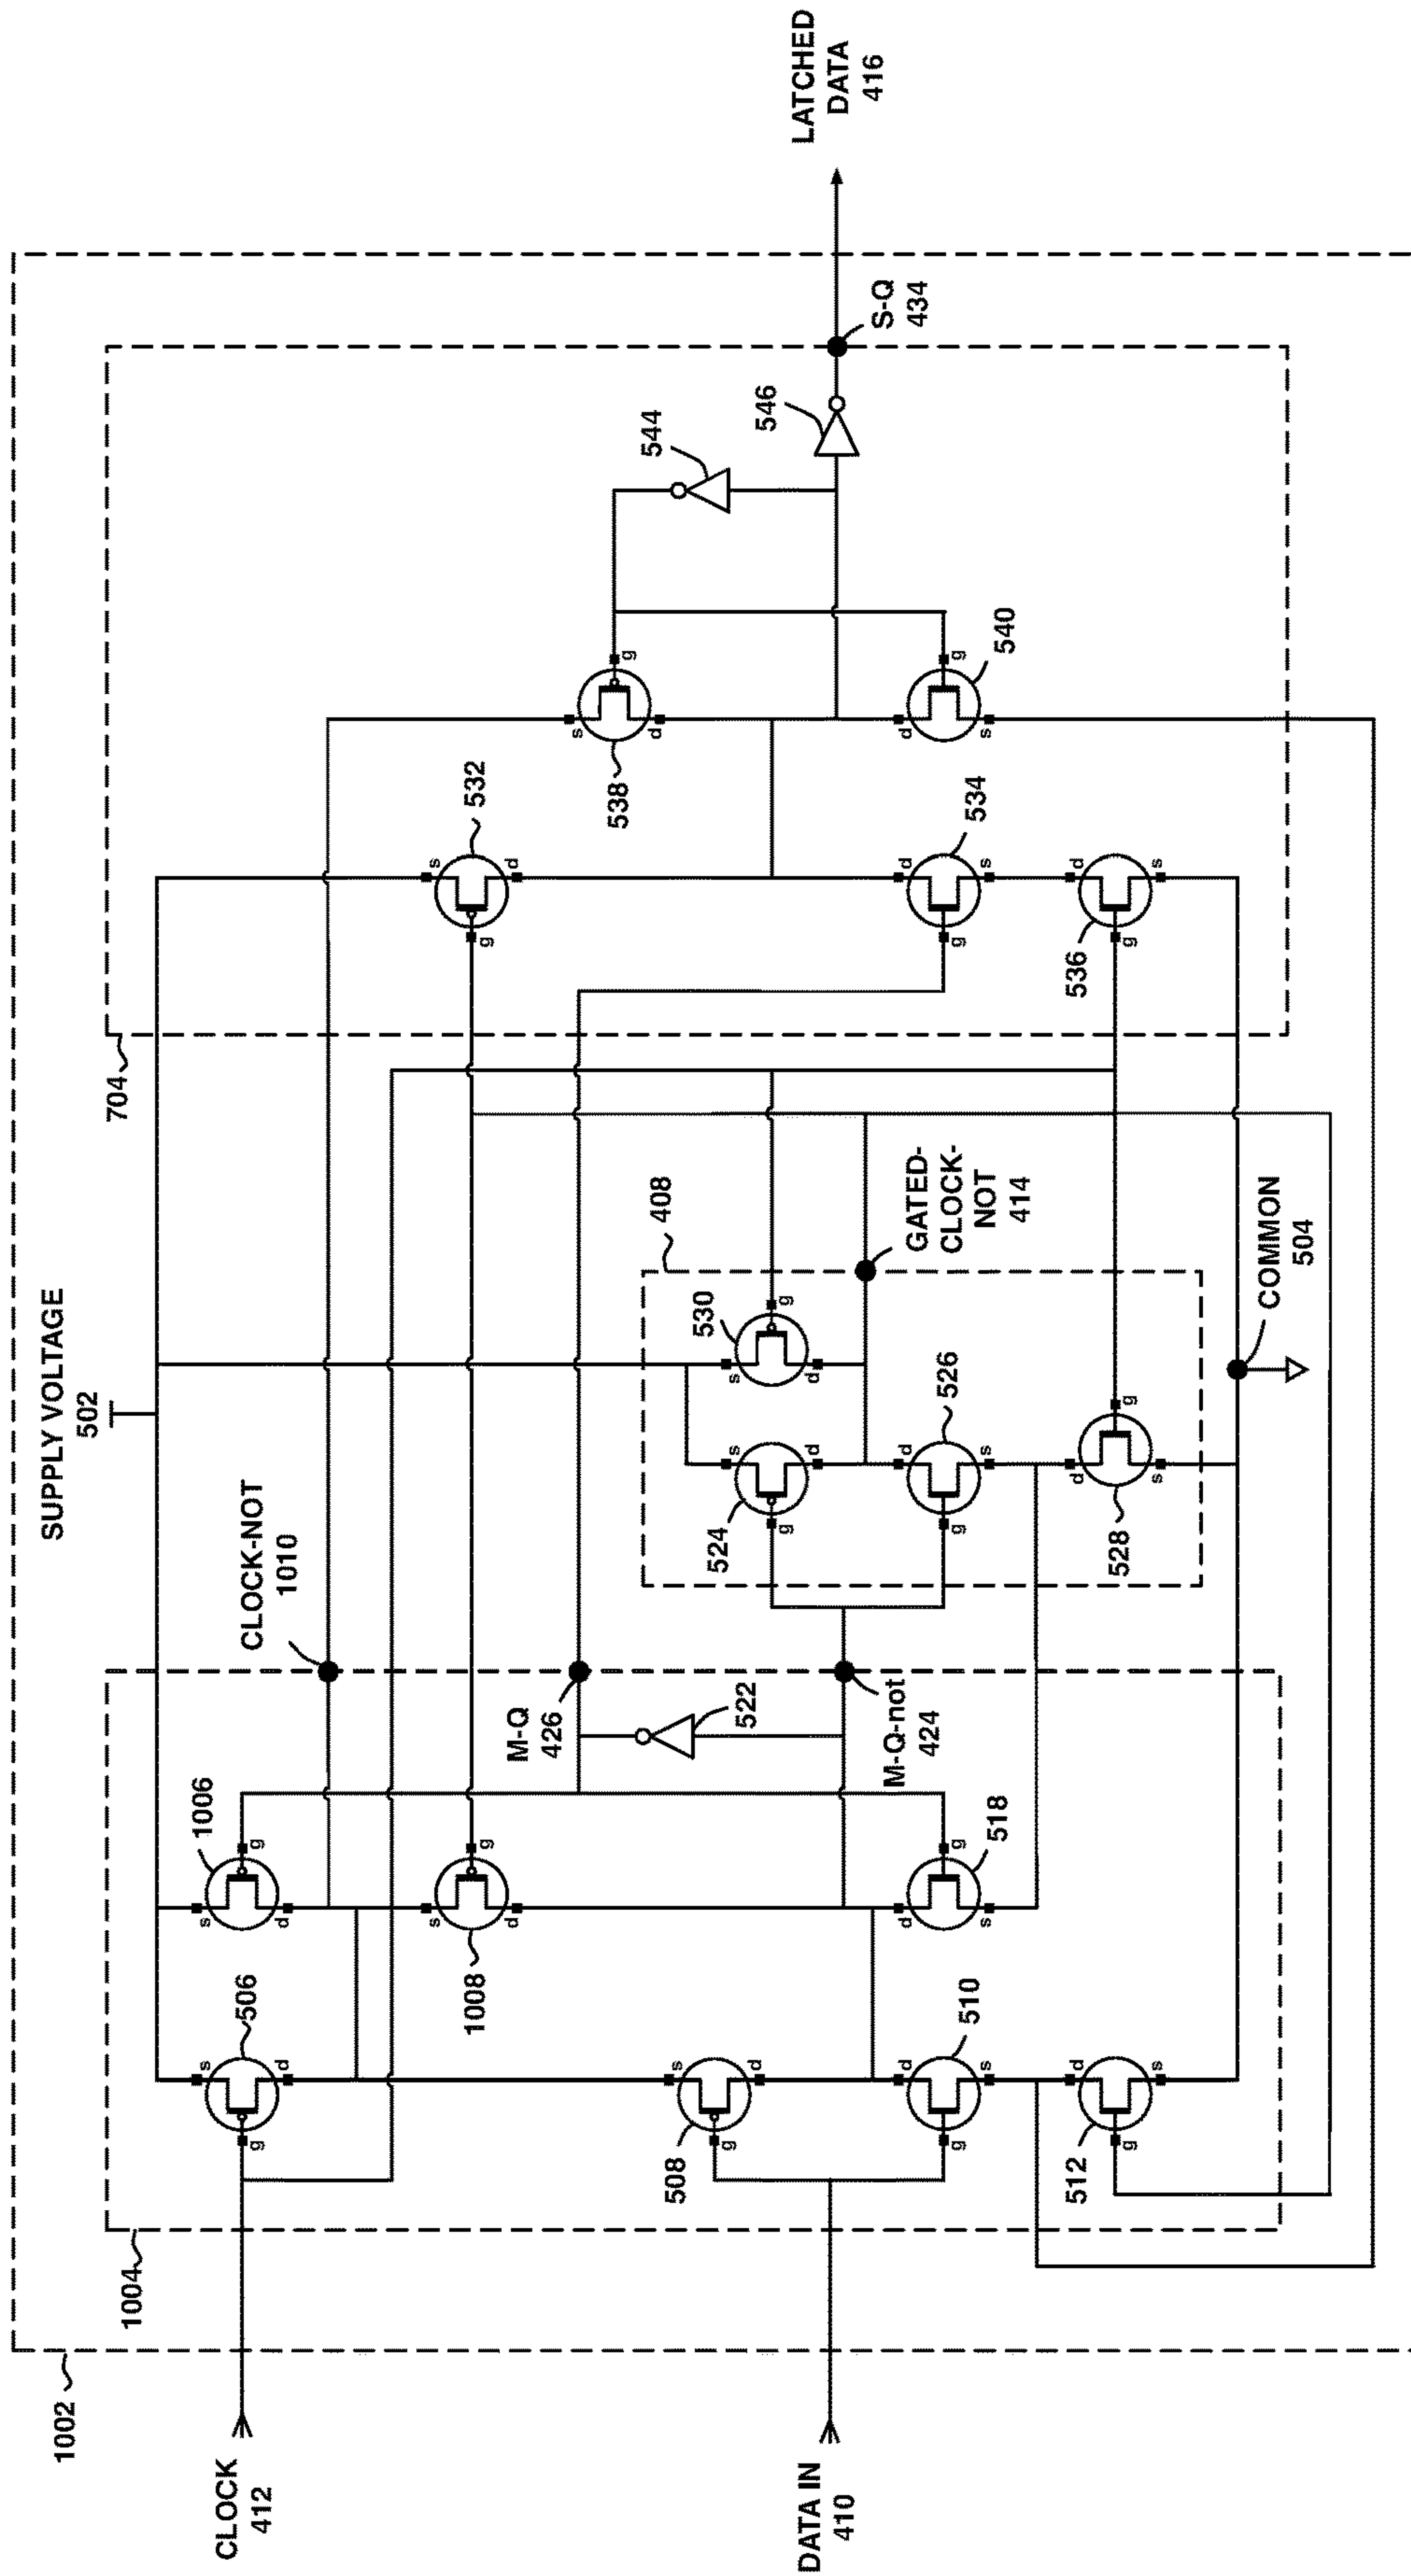 SUPPLY VOLTAGE
502
1002
1004
704
CLOCK
412
DATA IN
410
CLOCK-NOT
1010
M-Q
426
M-Q-not
424
408
GATED-
CLOCK-
NOT
414
COMMON
504
S-Q
434
LATCHED
DATA
416
506
s
d
g
1006
s
d
g
1008
s
d
g
508
s
d
g
510
d
s
g
512
d
s
g
518
d
s
g
522
524
s
d
g
530
s
d
g
526
d
s
g
528
d
s
g
532
s
d
g
534
d
s
g
536
d
s
g
538
s
d
g
540
d
s
g
544
546